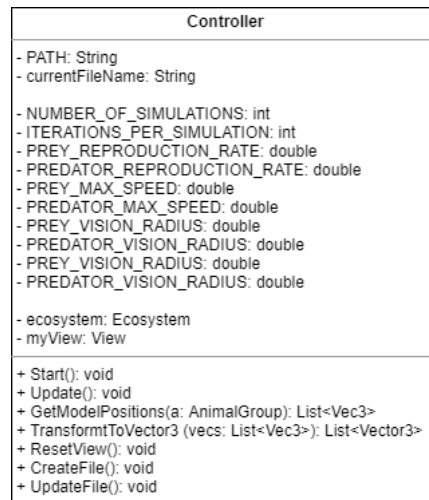 Controller
- PATH: String
- currentFileName: String
- NUMBER_OF_SIMULATIONS: int
- ITERATIONS_PER_SIMULATION: int
- PREY_REPRODUCTION_RATE: double
- PREDATOR_REPRODUCTION_RATE: double
- PREY_MAX_SPEED: double
- PREDATOR_MAX_SPEED: double
- PREY_VISION_RADIUS: double
- PREDATOR_VISION_RADIUS: double
- PREY_VISION_RADIUS: double
- PREDATOR_VISION_RADIUS: double
- ecosystem: Ecosystem
- myView: View
+ Start(): void
+ Update(): void
+ GetModelPositions(a: AnimalGroup): List<Vec3>
+ TransformtToVector3 (vecs: List<Vec3>): List<Vector3>
+ ResetView(): void
+ CreateFile(): void
+ UpdateFile(): void